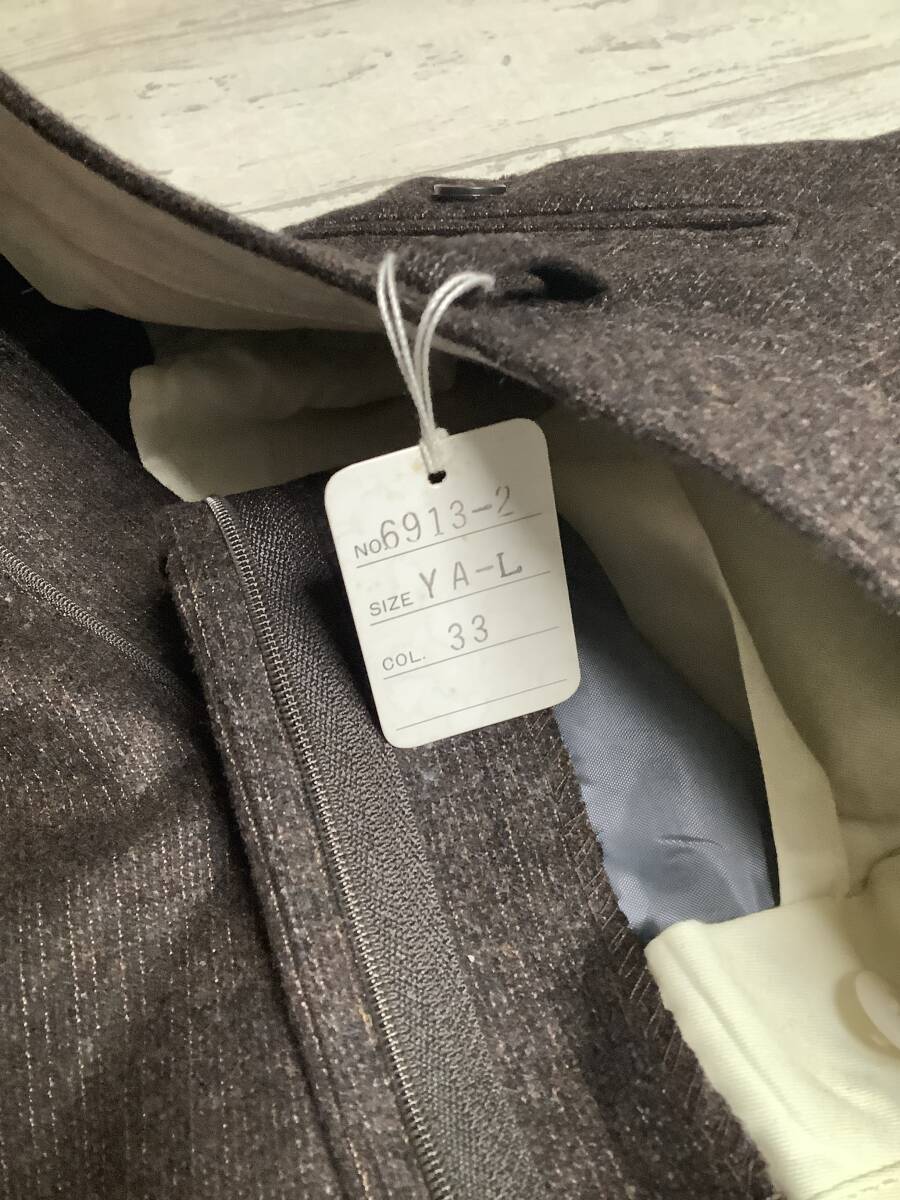 NO. 6913-2
SIZE YA-L
COL. 33